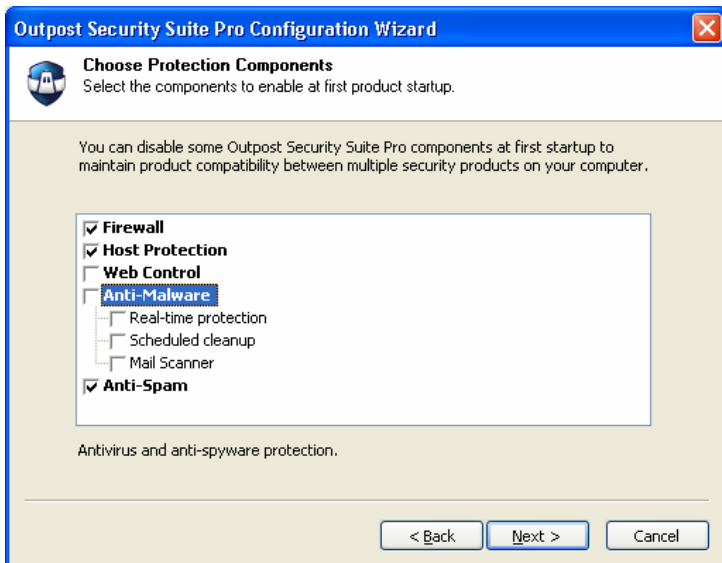 Outpost Security Suite Pro Configuration Wizard
Choose Protection Components
Select the components to enable at first product startup.
You can disable some Outpost Security Suite Pro components at first startup to
maintain product compatibility between multiple security products on your computer.
Firewall
Host Protection
Web Control
Anti-Malware
Real-time protection
Scheduled cleanup
Mail Scanner
Anti-Spam
Antivirus and anti-spyware protection.
< Back
Next >
Cancel